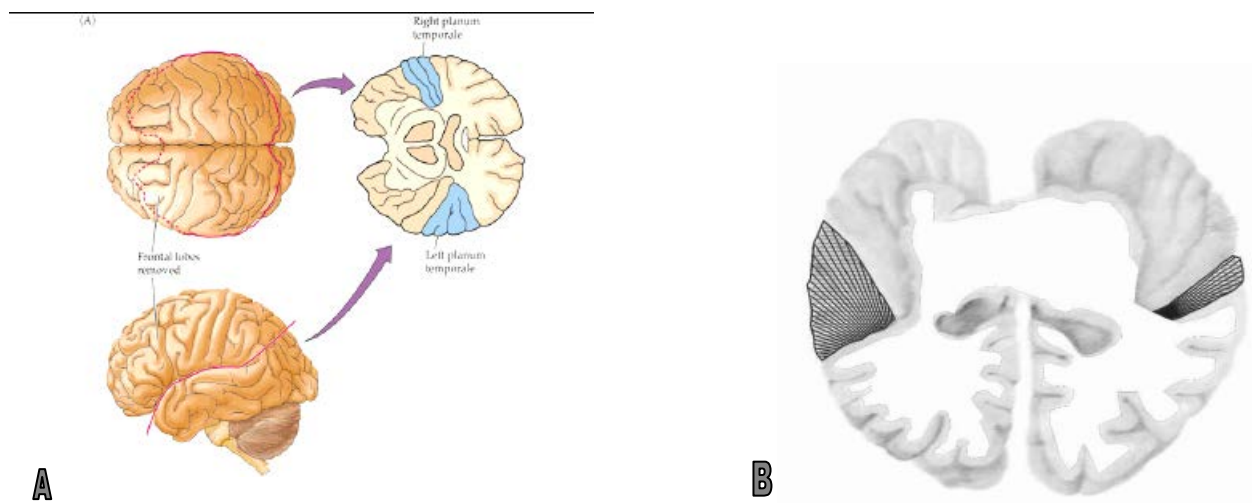 (A)
Right planum
temporale
Frontal lobes
removed
Left planum
temporale
A
B